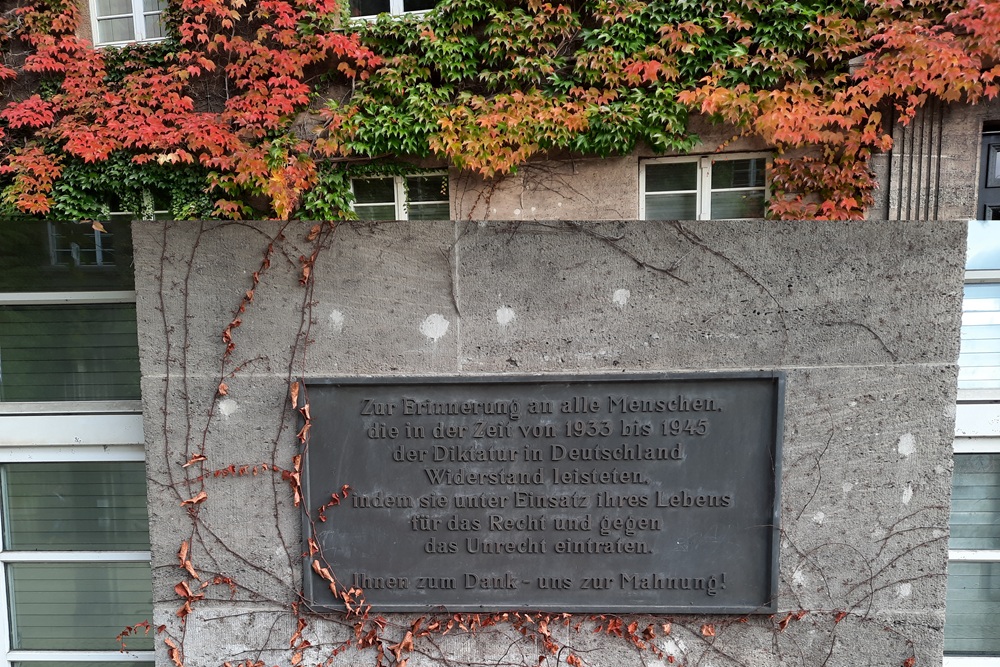 Zur Erinnerung an alle Menschen,
die in der Zeit von 1933 bis 1945
der Diktatur in Deutschland
Widerstand leisteten,
indem sie unter Einsatz ihres Lebens
für das Recht und gegen
das Unrecht eintraten.
Ihnen zum Dank - uns zur Mahnung!